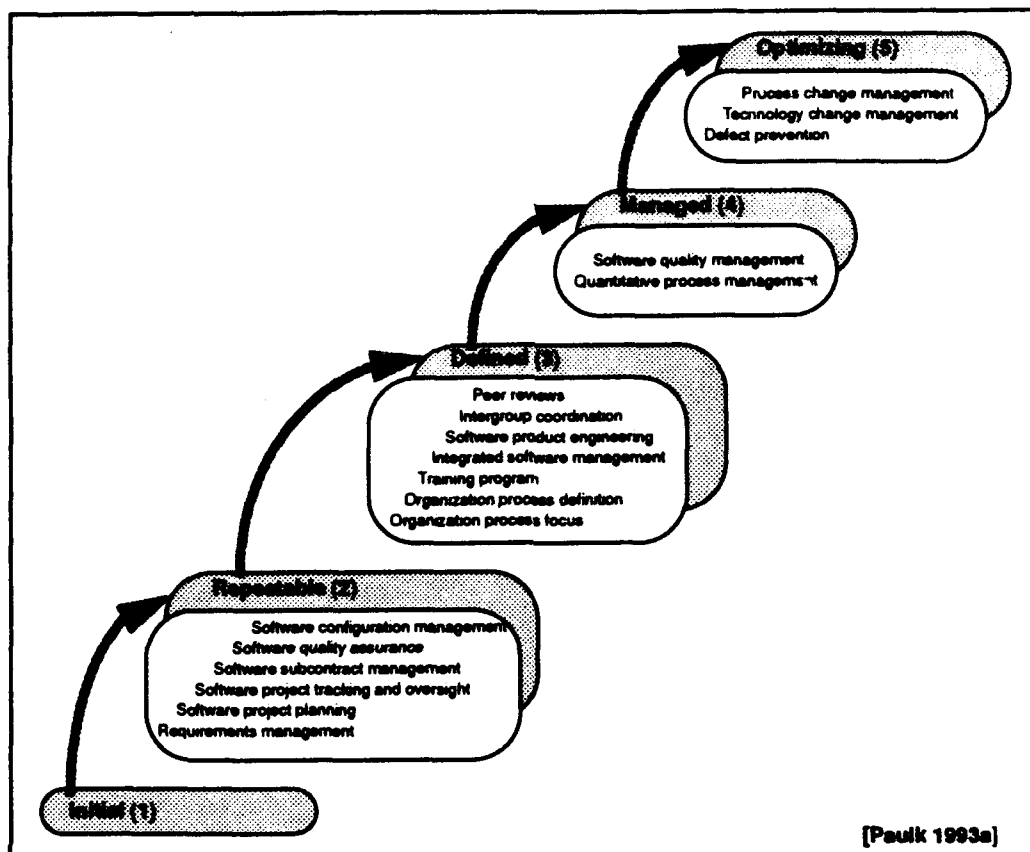 Optimizing (5)
Process change management
Technology change management
Defect prevention
Managed (4)
Software quality management
Quantitative process management
Defined (3)
Peer reviews
Intergroup coordination
Software product engineering
Integrated software management
Training program
Organization process definition
Organization process focus
Repeatable (2)
Software configuration management
Software quality assurance
Software subcontract management
Software project tracking and oversight
Software project planning
Requirements management
Initial (1)
[Paulk 1993a]